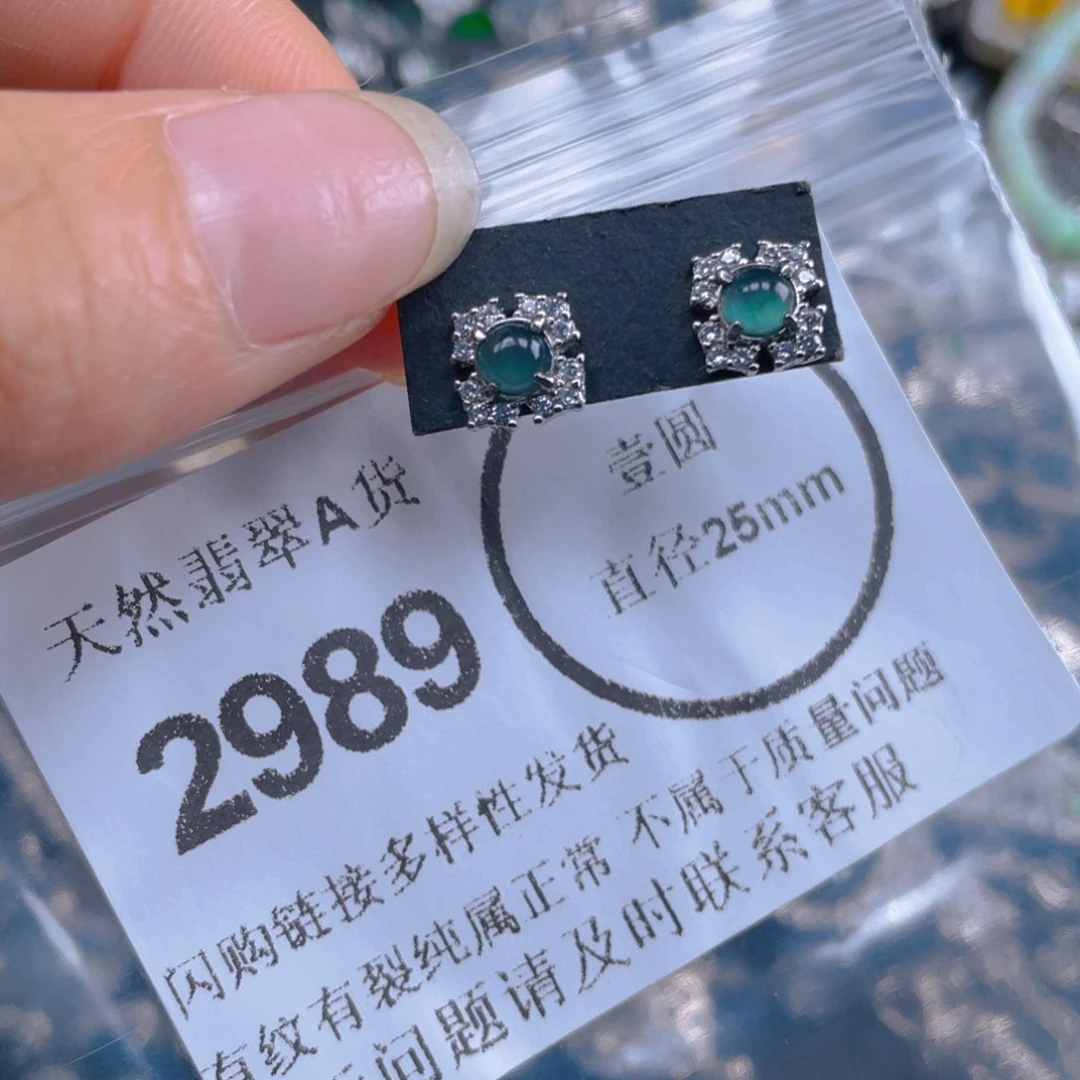 天然翡翠A货
2989
壹圆
直径25mm
闪购链接多样性发货
有纹有裂纯属正常 不属于质量问题
问题请及时联系客服